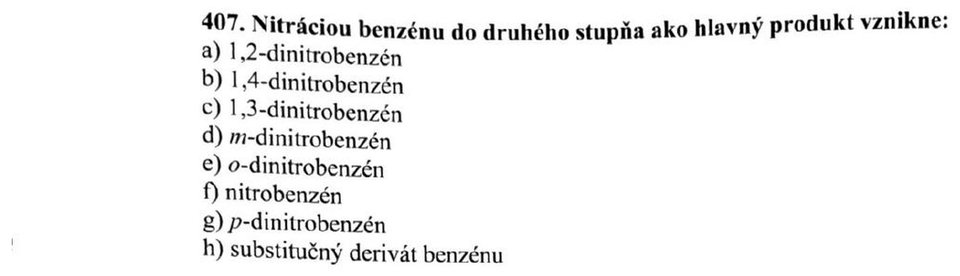 407. Nitráciou benzénu do druhého stupňa ako hlavný produkt vznikne:
a) 1,2-dinitrobenzén
b) 1,4-dinitrobenzén
c) 1,3-dinitrobenzén
d) m-dinitrobenzén
e) o-dinitrobenzén
f) nitrobenzén
g) p-dinitrobenzén
h) substitučný derivát benzénu